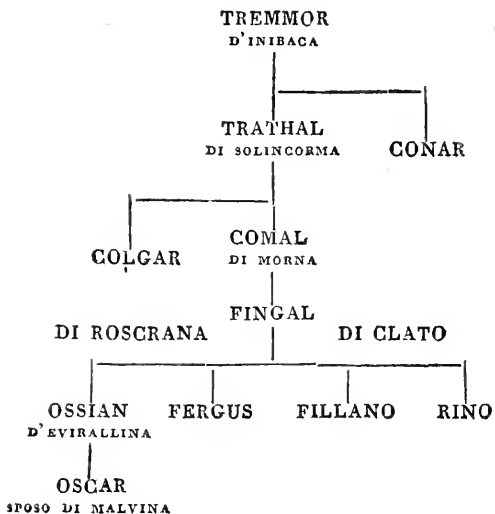 TREMMOR
D'INIBACA
TRATHAL
DI SOLINCORMA
CONAR
COLGAR
COMAL
DI MORNA
FINGAL
DI ROSCRANA
DI CLATO
OSSIAN
D'EVIRALLINA
FERGUS
FILLANO
RINO
OSCAR
SPOSO DI MALVINA